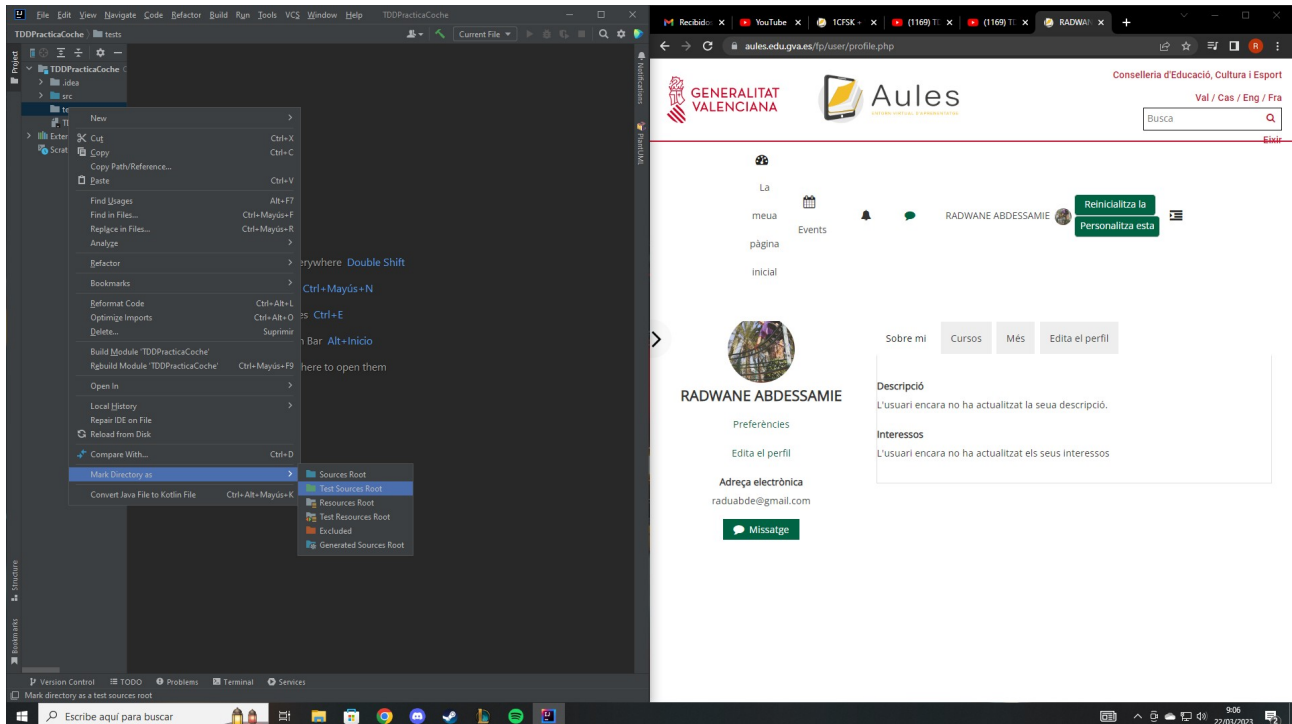 File Edit View Navigate Code Refactor Build Run Tools VCS Window Help TDDPracticaCoche
TDDPracticaCoche tests
Current File
Project
TDDPracticaCoche
.idea
src
Exter
Scrat
New
Cut Ctrl+X
Copy Ctrl+C
Copy Path/Reference...
Paste Ctrl+V
Find Usages Alt+F7
Find in Files... Ctrl+Mayús+F
Replace in Files... Ctrl+Mayús+R
Analyze
Refactor
Bookmarks
Reformat Code Ctrl+Alt+L
Optimize Imports Ctrl+Alt+O
Delete... Suprimir
Build Module 'TDDPracticaCoche'
Rebuild Module 'TDDPracticaCoche' Ctrl+Mayús+F9
Open In
Local History
Repair IDE on File
Reload from Disk
Compare With... Ctrl+D
Mark Directory as
Convert Java File to Kotlin File Ctrl+Alt+Mayús+K
Sources Root
Test Sources Root
Resources Root
Test Resources Root
Excluded
Generated Sources Root
erywhere Double Shift
Ctrl+Mayús+N
es Ctrl+E
n Bar Alt+Inicio
here to open them
Notifications
PlantUML
Structure
Bookmarks
Version Control TODO Problems Terminal Services
Mark directory as a test sources root
Recibido YouTube 1CFSK + (1169) TI (1169) TI RADWAN
aules.edu.gva.es/fp/user/profile.php
Conselleria d'Educació, Cultura i Esport
GENERALITAT
VALENCIANA
Aules
Val / Cas / Eng / Fra
Busca
Eixir
La
meua
pàgina
inicial
Events
RADWANE ABDESSAMIE
Reinicialitza la
Personalitza esta
RADWANE ABDESSAMIE
Preferències
Edita el perfil
Adreça electrònica
raduabde@gmail.com
Missatge
Sobre mi Cursos Més Edita el perfil
Descripció
L'usuari encara no ha actualitzat la seua descripció.
Interessos
L'usuari encara no ha actualitzat els seus interessos
Escribe aquí para buscar
9:06
22/03/2023